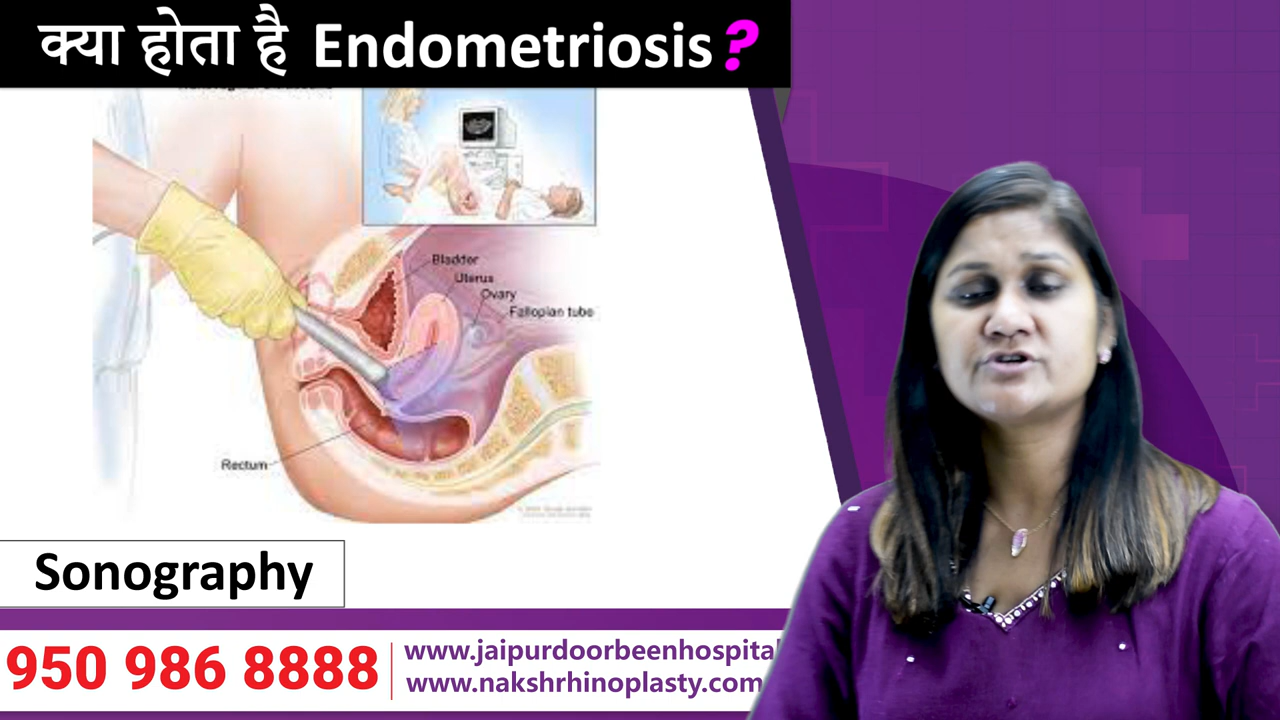 क्या होता है Endometriosis?
Bladder
Uterus
Ovary
Fallopian tube
Rectum
Sonography
950 986 8888
www.jaipurdoorbeenhospital
www.nakshrhinoplasty.com